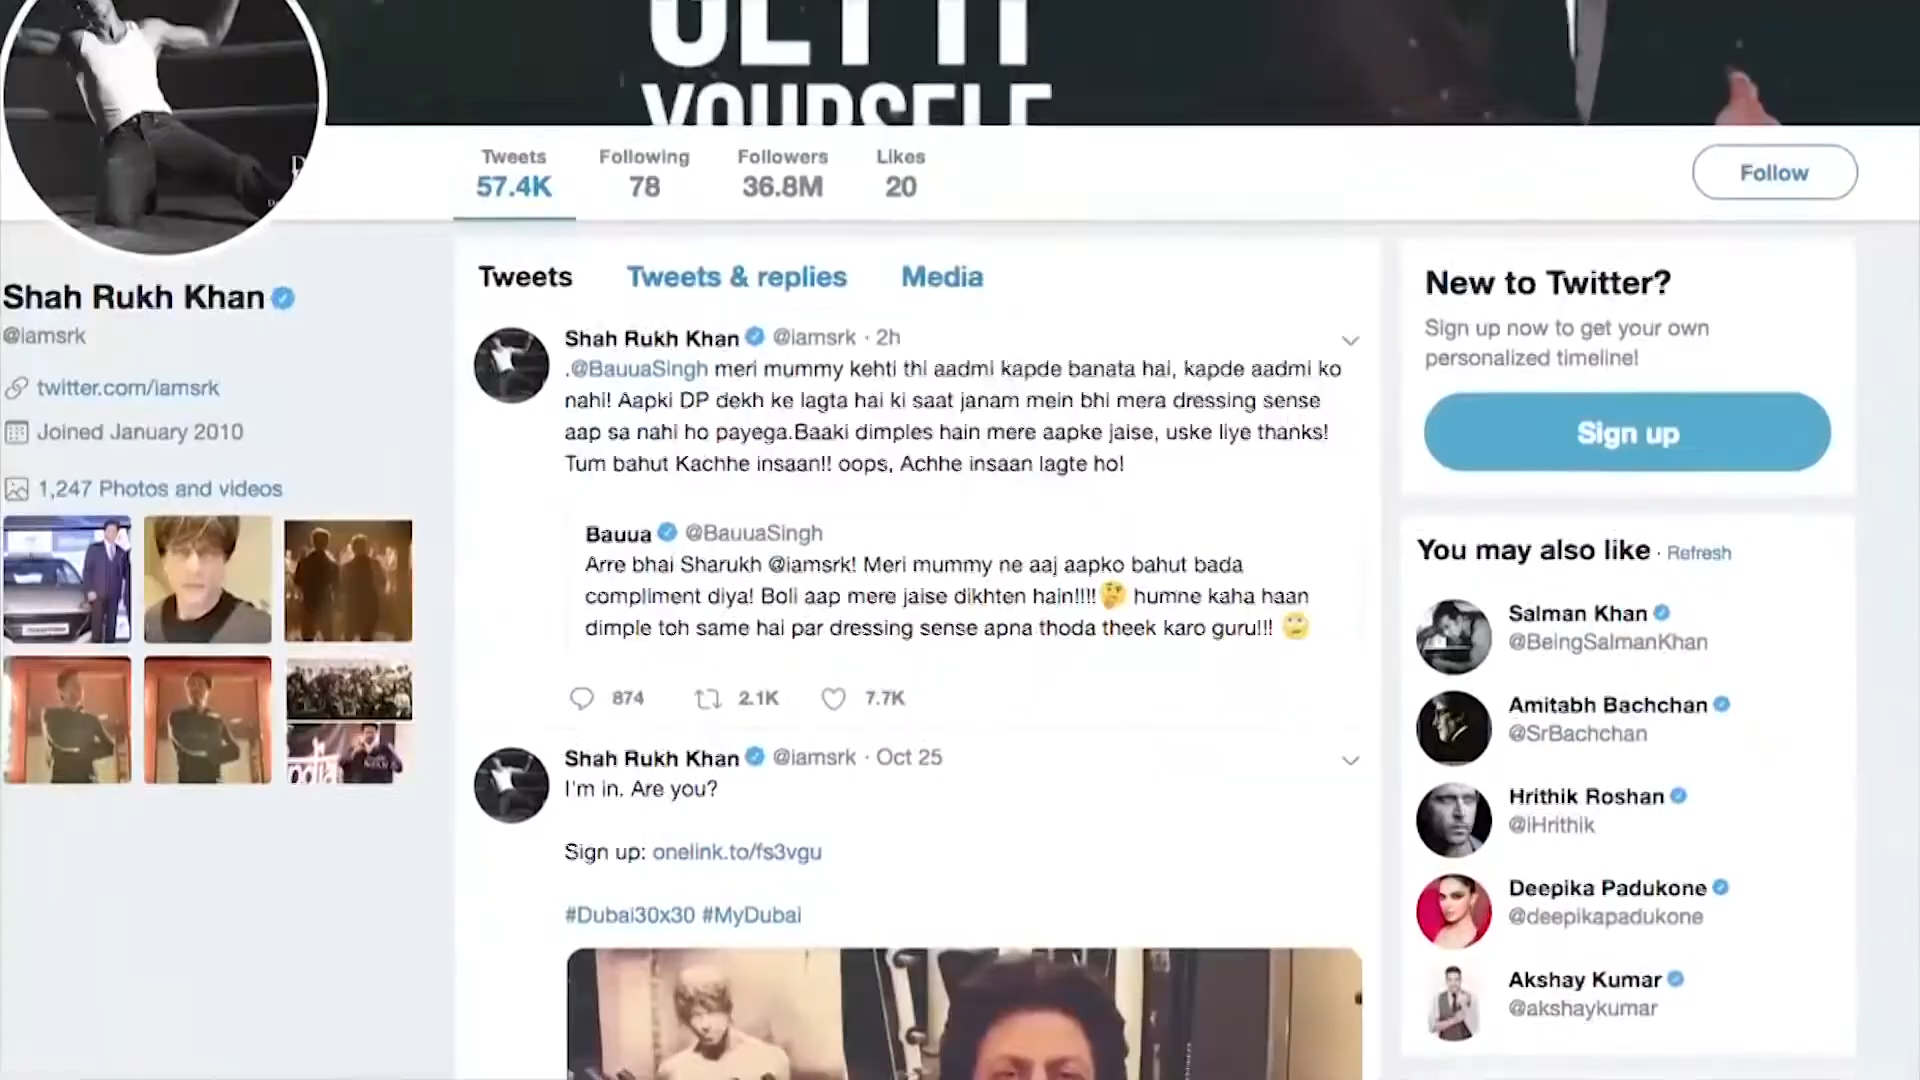 GET IT
YOURSELF
Tweets Following Followers Likes
57.4K 78 36.8M 20
Follow
Shah Rukh Khan
@iamsrk
twitter.com/iamsrk
Joined January 2010
1,247 Photos and videos
Tweets Tweets & replies Media
Shah Rukh Khan @iamsrk · 2h
.@BauuaSingh meri mummy kehti thi aadmi kapde banata hai, kapde aadmi ko
nahi! Aapki DP dekh ke lagta hai ki saat janam mein bhi mera dressing sense
aap sa nahi ho payega.Baaki dimples hain mere aapke jaise, uske liye thanks!
Tum bahut Kachhe insaan!! oops, Achhe insaan lagte ho!
Bauua @BauuaSingh
Arre bhai Sharukh @iamsrk! Meri mummy ne aaj aapko bahut bada
compliment diya! Boli aap mere jaise dikhten hain!!!!🤔 humne kaha haan
dimple toh same hai par dressing sense apna thoda theek karo guru!!! 🙄
874 2.1K 7.7K
Shah Rukh Khan @iamsrk · Oct 25
I'm in. Are you?
Sign up: onelink.to/fs3vgu
#Dubai30x30 #MyDubai
New to Twitter?
Sign up now to get your own
personalized timeline!
Sign up
You may also like · Refresh
Salman Khan
@BeingSalmanKhan
Amitabh Bachchan
@SrBachchan
Hrithik Roshan
@iHrithik
Deepika Padukone
@deepikapadukone
Akshay Kumar
@akshaykumar